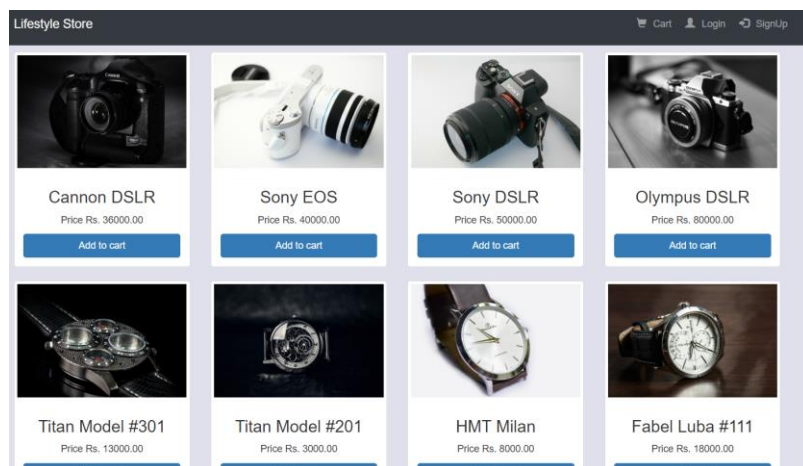 Lifestyle Store
Cart Login SignUp
Cannon DSLR
Price Rs. 36000.00
Add to cart
Sony EOS
Price Rs. 40000.00
Add to cart
Sony DSLR
Price Rs. 50000.00
Add to cart
Olympus DSLR
Price Rs. 80000.00
Add to cart
Titan Model #301
Price Rs. 13000.00
Titan Model #201
Price Rs. 3000.00
HMT Milan
Price Rs. 8000.00
Fabel Luba #111
Price Rs. 18000.00